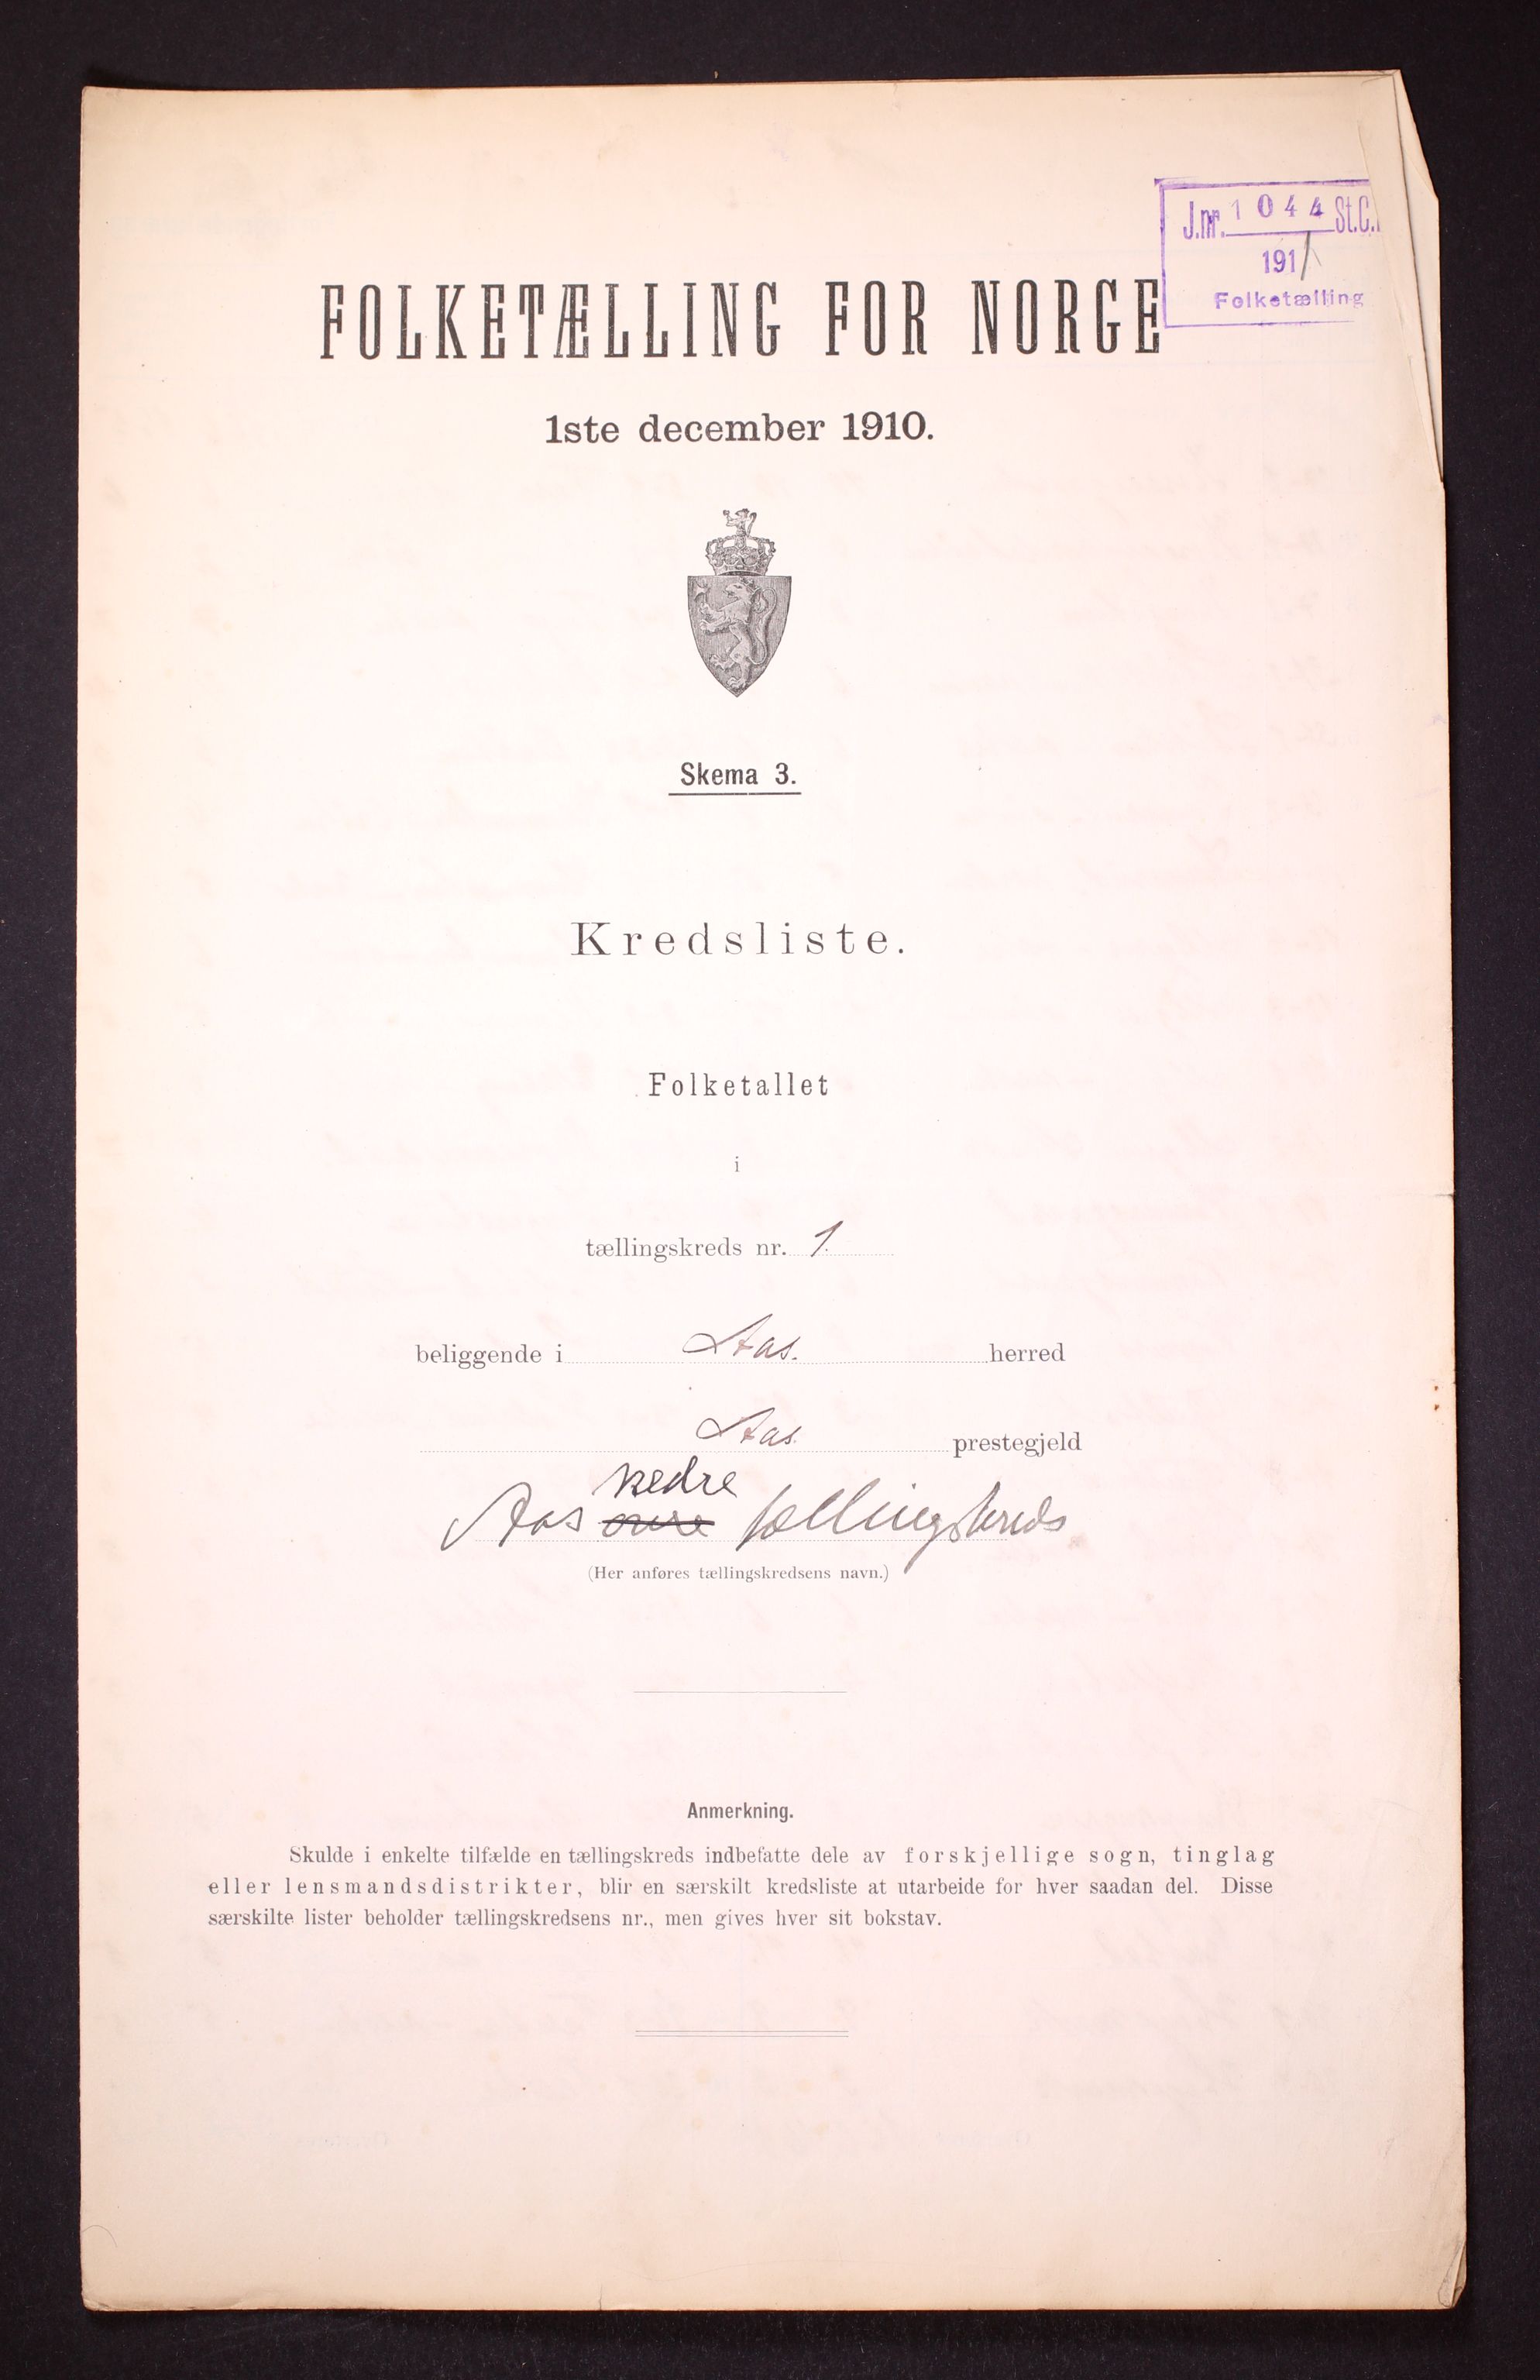 J.nr. 1044 St.C.
1911
Folketælling
FOLKETÆLLING FOR NORGE
1ste december 1910.
Skema 3.
Kredsliste.
Folketallet
i
tællingskreds nr. 1.
beliggende i Aas. herred
Aas. prestegjeld
nedre
Aas øvre tællingskreds
(Her anføres tællingskredsens navn.)
Anmerkning.
Skulde i enkelte tilfælde en tællingskreds indbefatte dele av forskjellige sogn, tinglag
eller lensmandsdistrikter, blir en særskilt kredsliste at utarbeide for hver saadan del. Disse
særskilte lister beholder tællingskredsens nr., men gives hver sit bokstav.